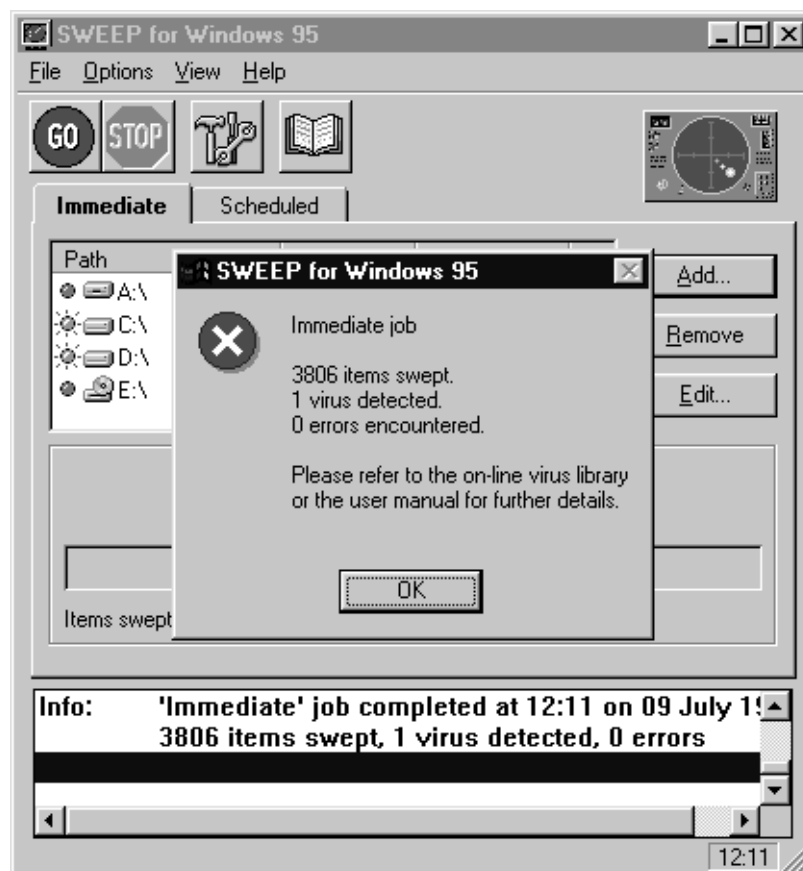 SWEEP for Windows 95
File Options View Help
GO STOP
Immediate Scheduled
Path
A:\
C:\
D:\
E:\
Add...
Remove
Edit...
SWEEP for Windows 95
Immediate job
3806 items swept.
1 virus detected.
0 errors encountered.
Please refer to the on-line virus library
or the user manual for further details.
OK
Items swept
Info: 'Immediate' job completed at 12:11 on 09 July
3806 items swept, 1 virus detected, 0 errors
12:11